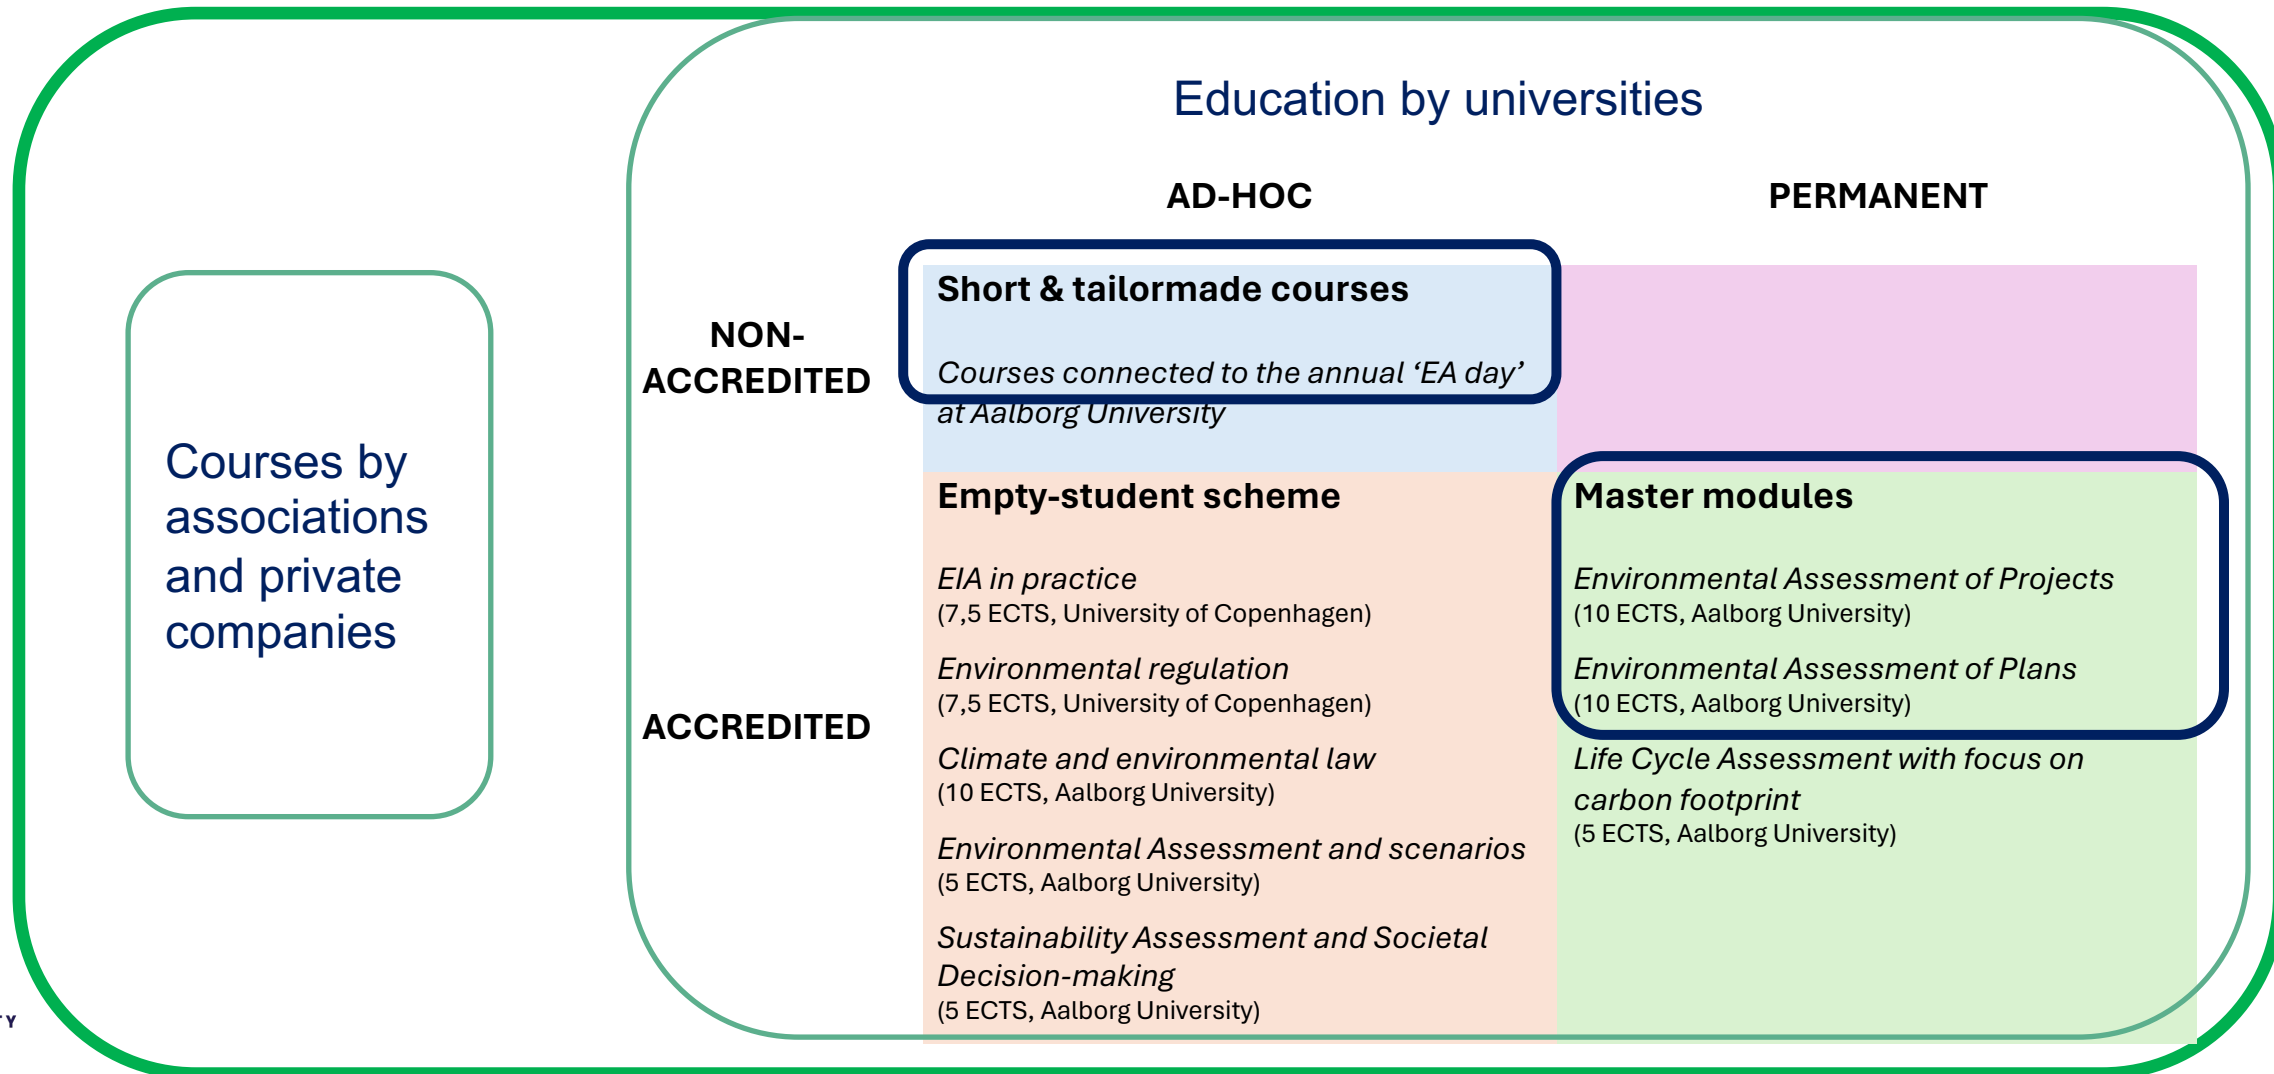 Education by universities
AD-HOC
PERMANENT
Courses by
associations
and private
companies
NON-
ACCREDITED
Short & tailormade courses
Courses connected to the annual ‘EA day’
at Aalborg University
ACCREDITED
Empty-student scheme
EIA in practice
(7,5 ECTS, University of Copenhagen)
Environmental regulation
(7,5 ECTS, University of Copenhagen)
Climate and environmental law
(10 ECTS, Aalborg University)
Environmental Assessment and scenarios
(5 ECTS, Aalborg University)
Sustainability Assessment and Societal
Decision-making
(5 ECTS, Aalborg University)
Master modules
Environmental Assessment of Projects
(10 ECTS, Aalborg University)
Environmental Assessment of Plans
(10 ECTS, Aalborg University)
Life Cycle Assessment with focus on
carbon footprint
(5 ECTS, Aalborg University)